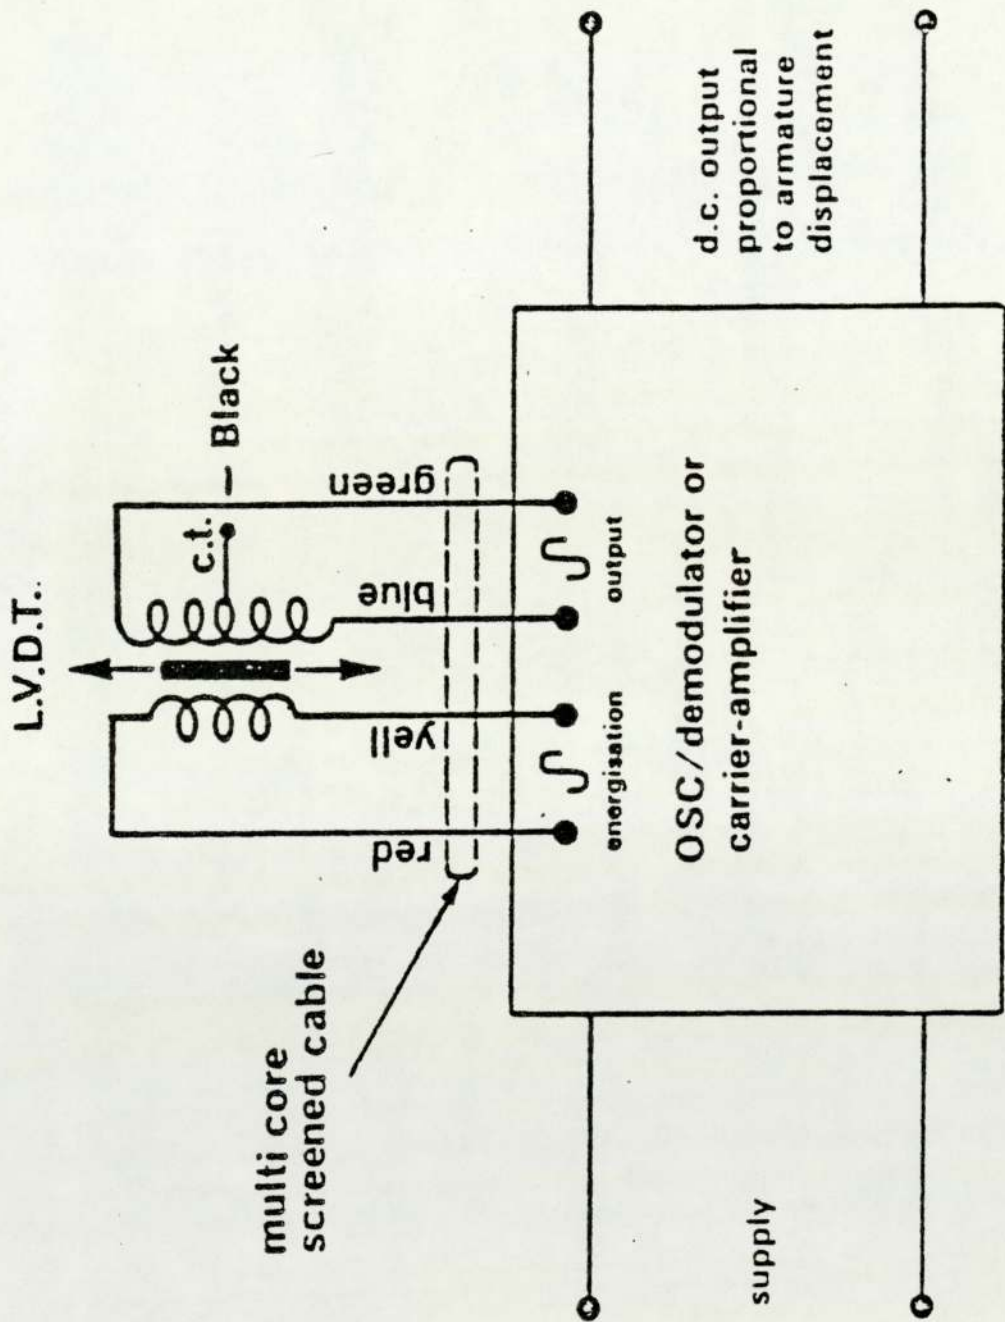 L.V.D.T..
c.t. – Black
red
yell
blue
green
multi core
screened cable
energisation
output
OSC/demodulator or
carrier-amplifier
supply
d.c. output
proportional
to armature
displacement